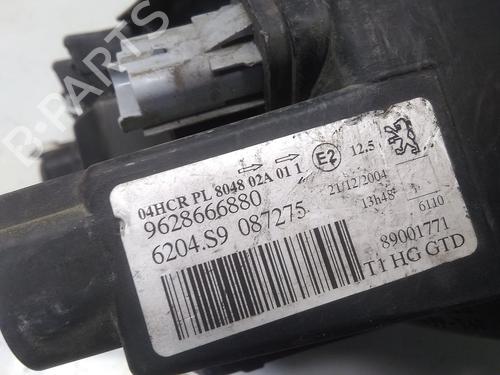 04HCR PL 8048 02A 01 1 E2 12.5
9628666880 21/12/2004
6204.S9 087275 13h48 6110
89001771
T1 HG GTD
B-PARTS